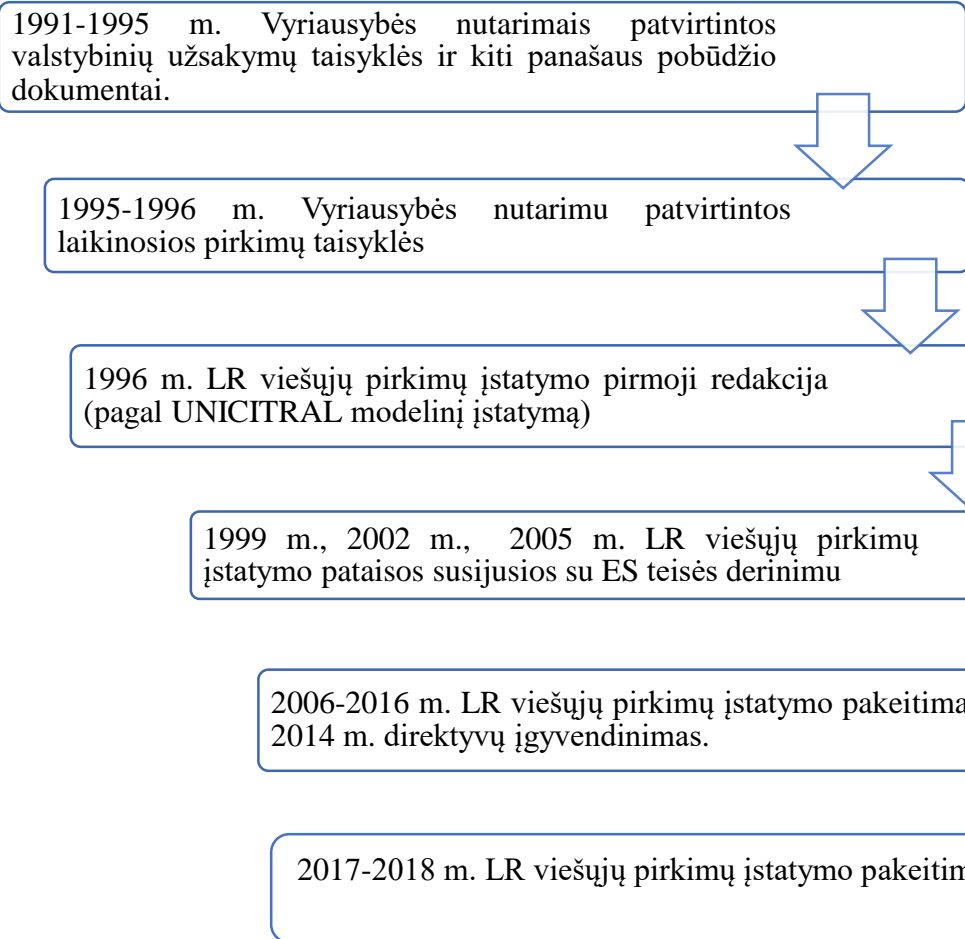 1991-1995 m. Vyriausybės nutarimais patvirtintos
valstybinių užsakymų taisyklės ir kiti panašaus pobūdžio
dokumentai.
1995-1996 m. Vyriausybės nutarimu patvirtintos
laikinosios pirkimų taisyklės
1996 m. LR viešųjų pirkimų įstatymo pirmoji redakcija
(pagal UNICITRAL modelinį įstatymą)
1999 m., 2002 m., 2005 m. LR viešųjų pirkimų
įstatymo pataisos susijusios su ES teisės derinimu
2006-2016 m. LR viešųjų pirkimų įstatymo
2014 m. direktyvų įgyvendinimas.
2017-2018 m. LR viešųjų pirkimų įstatymo